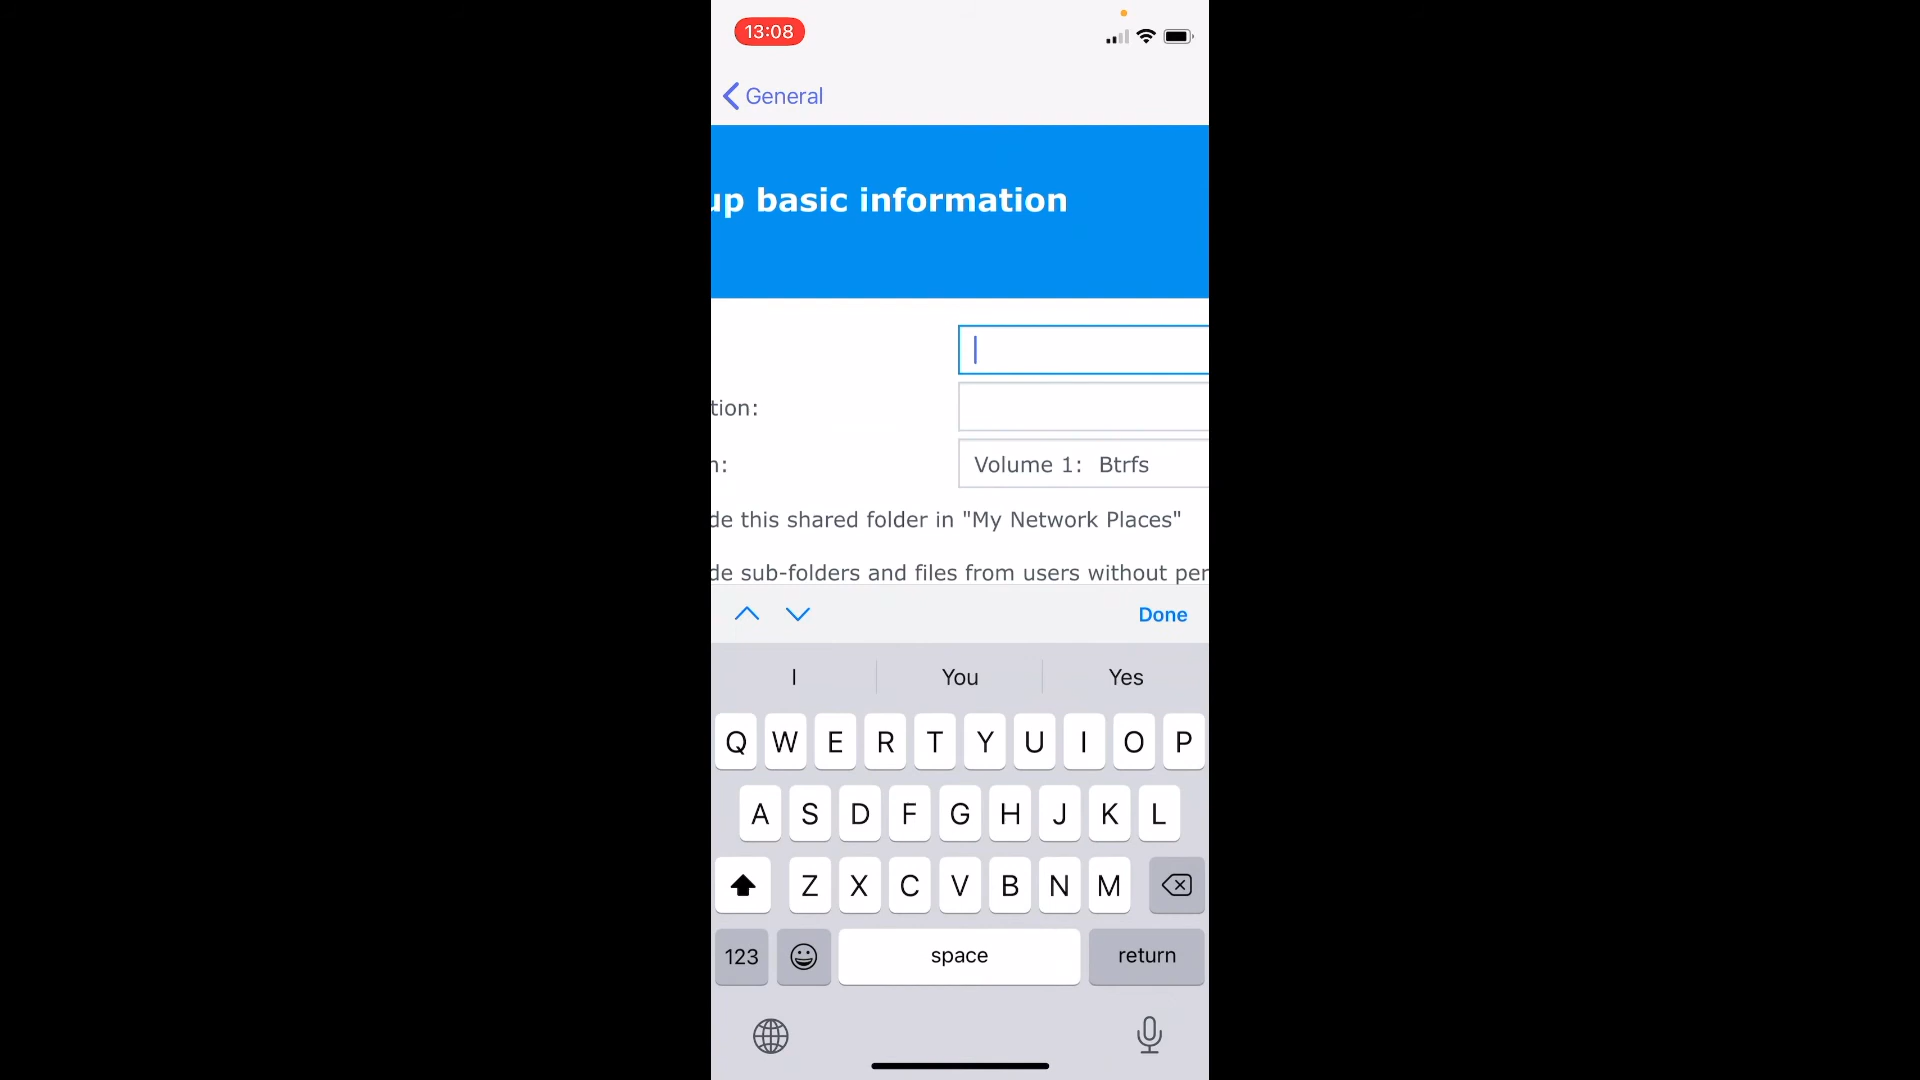 13:08
General
up basic information
tion:
n:
Volume 1: Btrfs
de this shared folder in "My Network Places"
de sub-folders and files from users without per
Done
I You Yes
Q W E R T Y U I O P
A S D F G H J K L
Z X C V B N M
123 space return